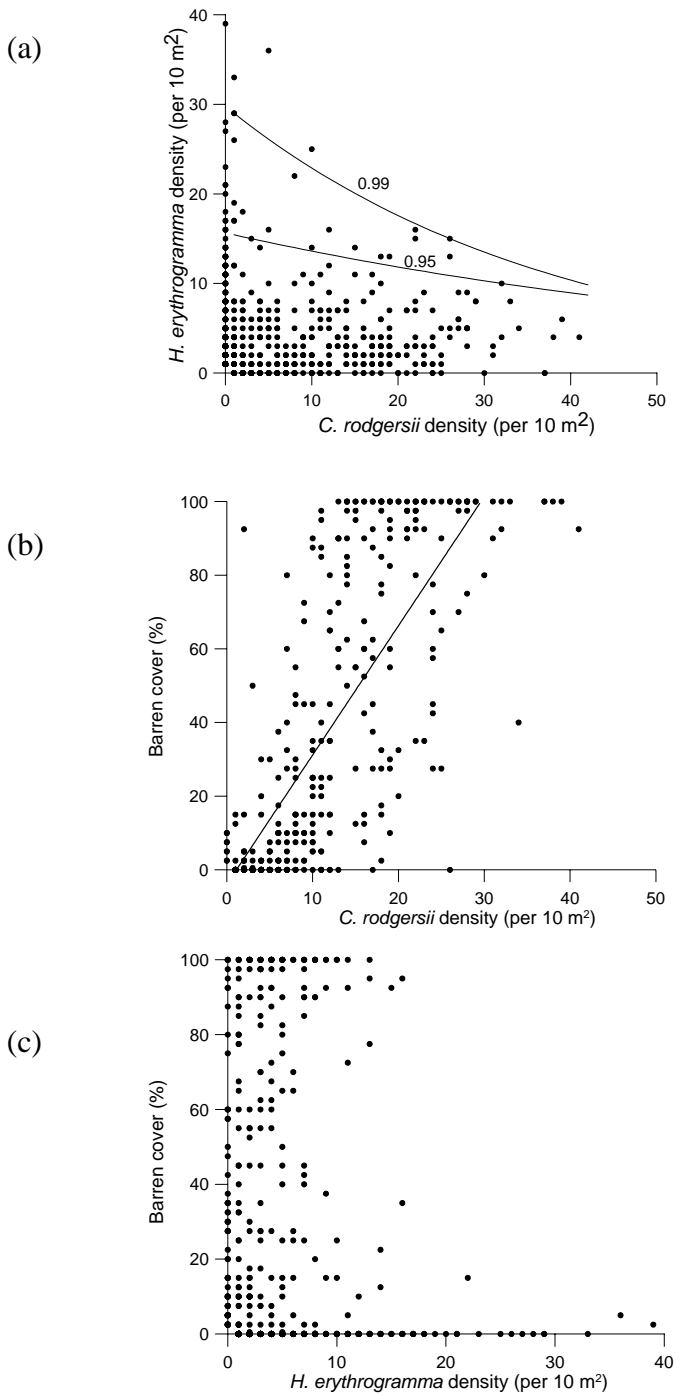 (a)
H. erythrogramma density (per 10 m²)
40
30
20
10
0
0.99
0.95
0 10 20 30 40 50
C. rodgersii density (per 10 m²)
(b)
Barren cover (%)
100
80
60
40
20
0
0 10 20 30 40 50
C. rodgersii density (per 10 m²)
(c)
Barren cover (%)
100
80
60
40
20
0
0 10 20 30 40
H. erythrogramma density (per 10 m²)